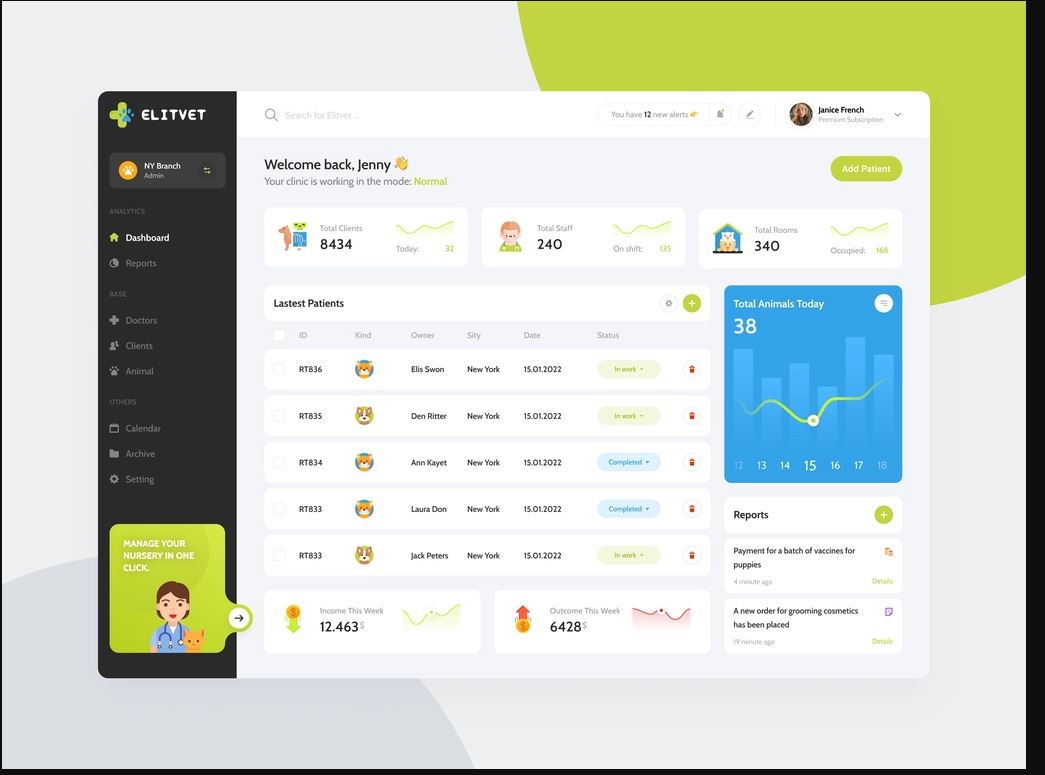 ELITVET
Search for Elitvet ...
You have 12 new alerts 👉
Janice French
Premium Subscription
NY Branch
Admin
Welcome back, Jenny 👋
Your clinic is working in the mode: Normal
Add Patient
ANALYTICS
Dashboard
Reports
BASE
Doctors
Clients
Animal
OTHERS
Calendar
Archive
Setting
MANAGE YOUR
NURSERY IN ONE
CLICK.
Total Clients
8434
Today: 32
Total Staff
240
On shift: 135
Total Rooms
340
Occupied: 168
Lastest Patients
ID Kind Owner Sity Date Status
RT836 Elis Swon New York 15.01.2022 In work
RT835 Den Ritter New York 15.01.2022 In work
RT834 Ann Kayet New York 15.01.2022 Completed
RT833 Laura Don New York 15.01.2022 Completed
RT833 Jack Peters New York 15.01.2022 In work
Income This Week
12.463$
Outcome This Week
6428$
Total Animals Today
38
12 13 14 15 16 17 18
Reports
Payment for a batch of vaccines for
puppies
4 minute ago Details
A new order for grooming cosmetics
has been placed
19 minute ago Details